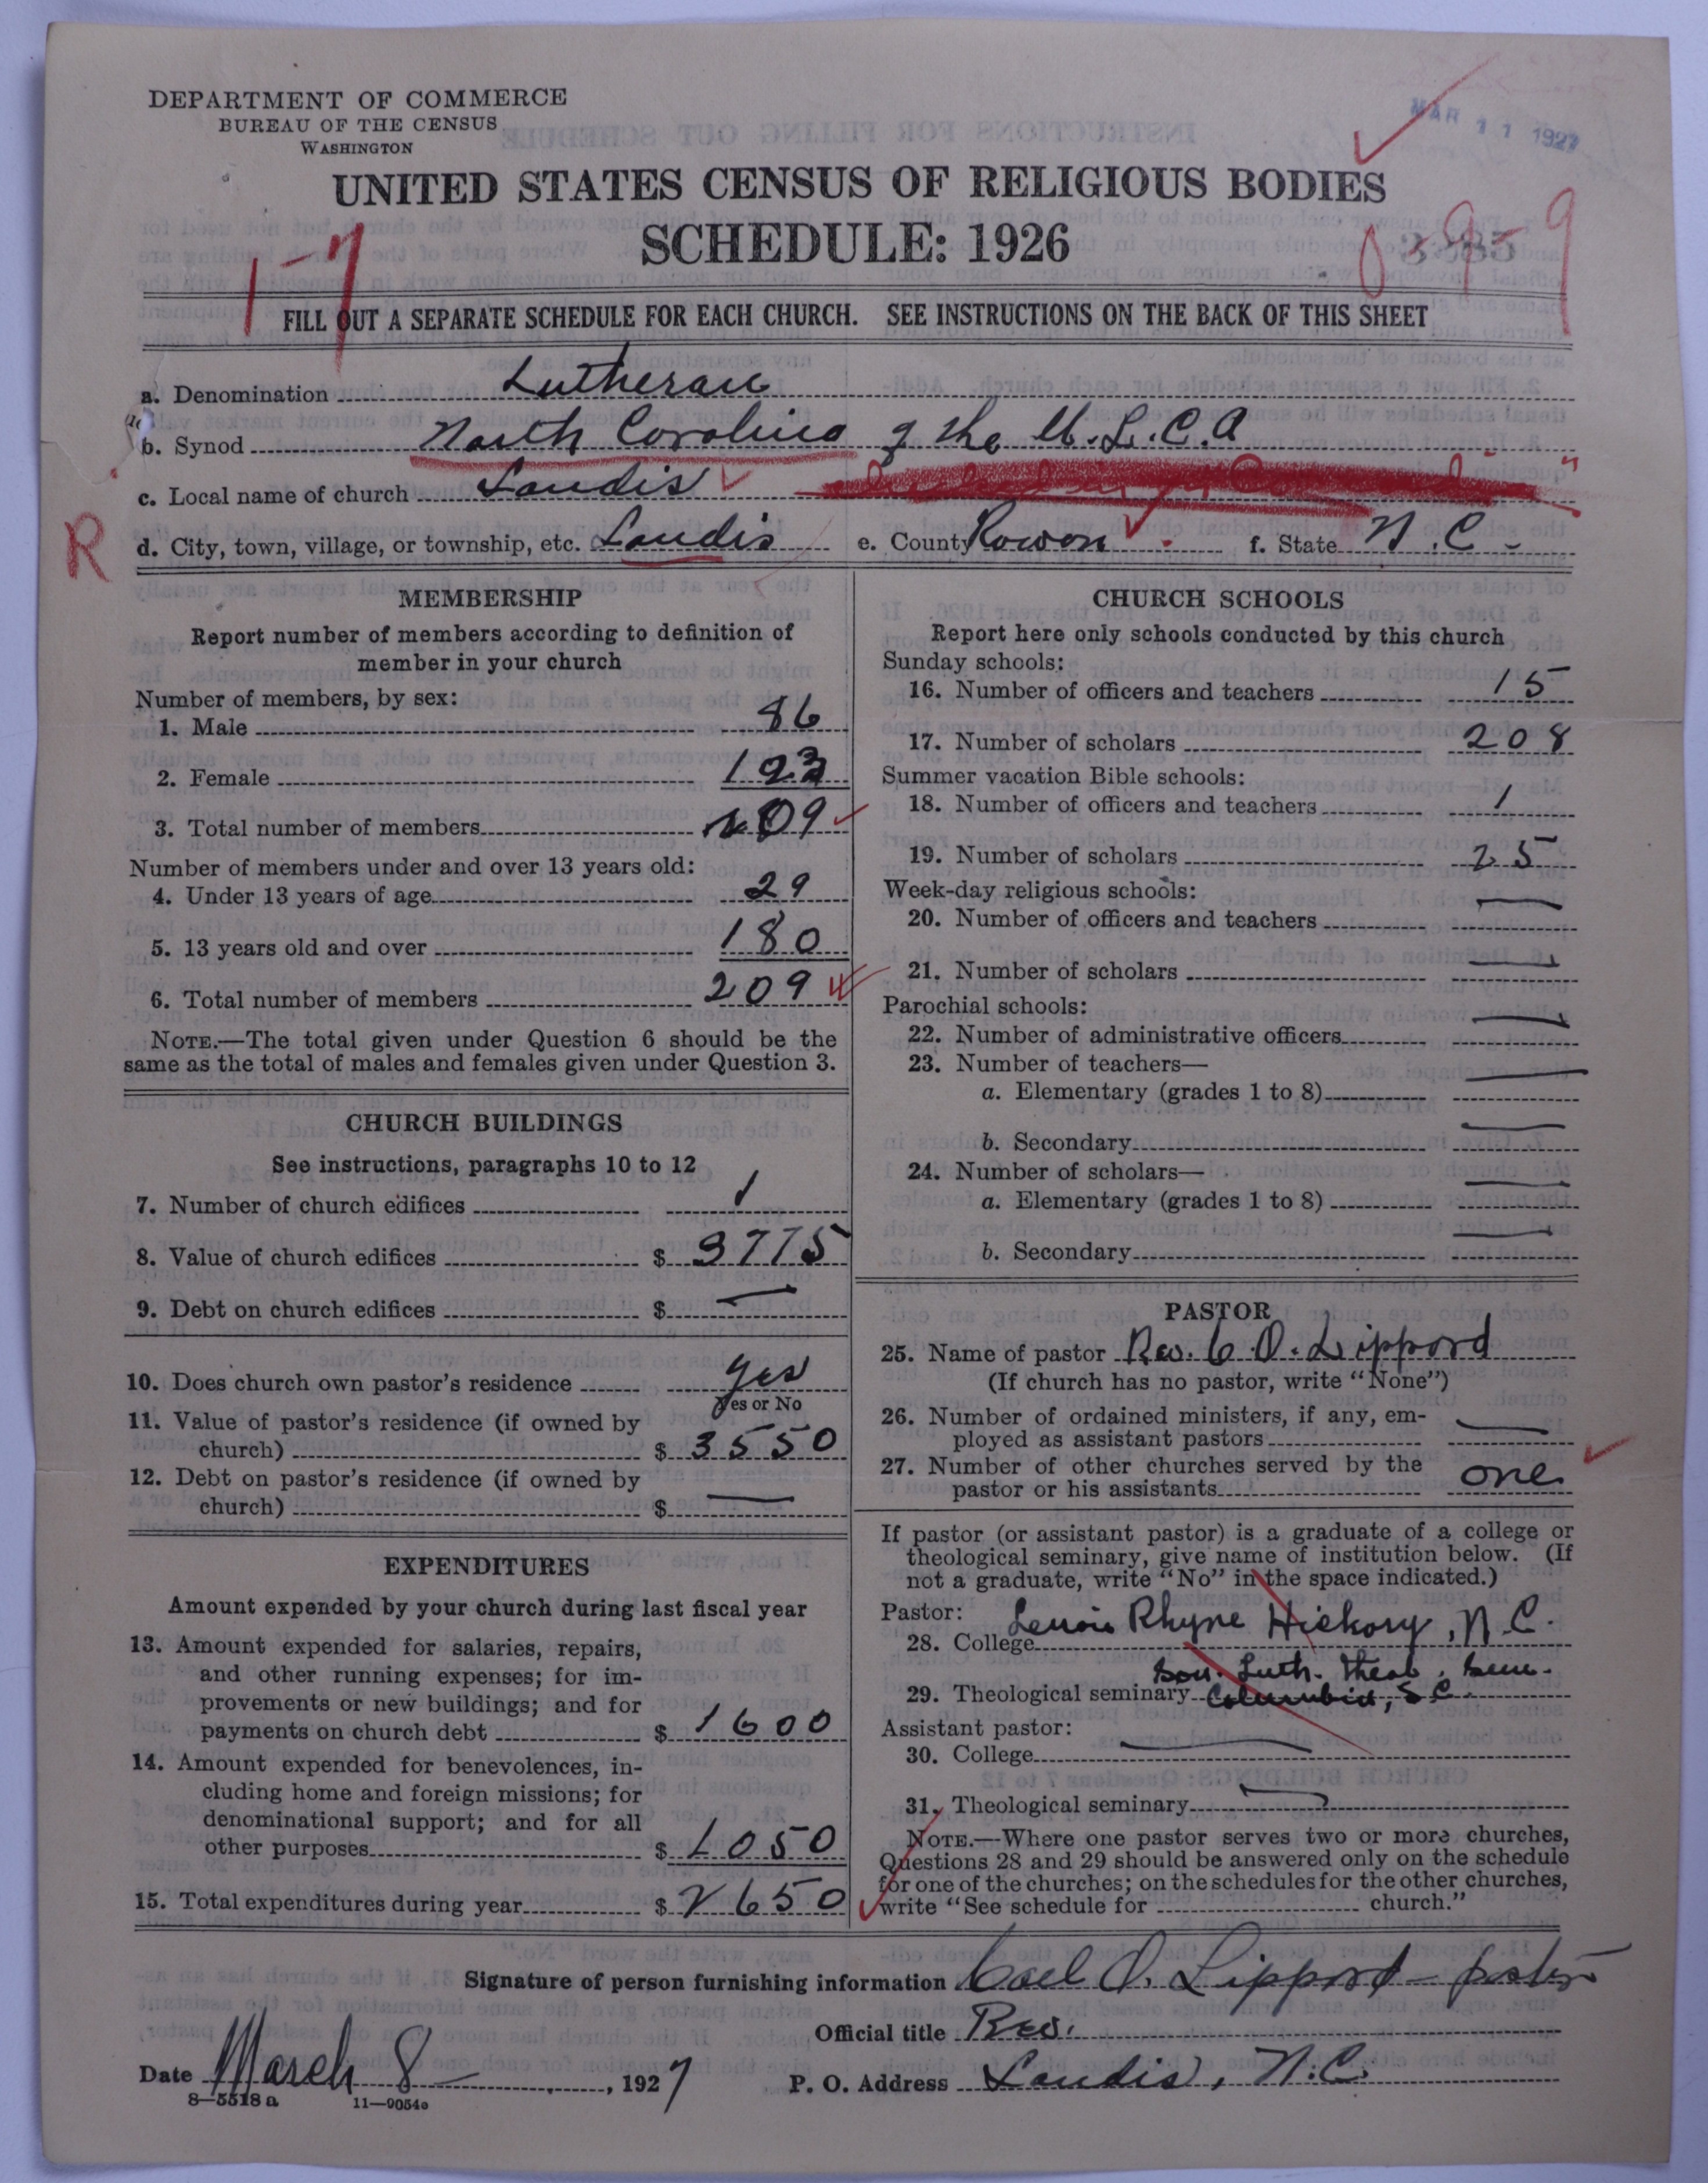 DEPARTMENT OF COMMERCE
BUREAU OF THE CENSUS
WASHINGTON
MAR 11 1927
UNITED STATES CENSUS OF RELIGIOUS BODIES
SCHEDULE: 1926
1-7
FILL OUT A SEPARATE SCHEDULE FOR EACH CHURCH. SEE INSTRUCTIONS ON THE BACK OF THIS SHEET
a. Denomination Lutheran
b. Synod North Carolina of the U.L.C.A
c. Local name of church Landis
R
d. City, town, village, or township, etc. Landis e. County Rowan f. State N.C.
MEMBERSHIP
Report number of members according to definition of
member in your church
Number of members, by sex:
1. Male 86
2. Female 123
3. Total number of members 209
Number of members under and over 13 years old:
4. Under 13 years of age 29
5. 13 years old and over 180
6. Total number of members 209
NOTE.—The total given under Question 6 should be the
same as the total of males and females given under Question 3.
CHURCH BUILDINGS
See instructions, paragraphs 10 to 12
7. Number of church edifices 1
8. Value of church edifices $ 3775
9. Debt on church edifices $ —
10. Does church own pastor's residence yes
Yes or No
11. Value of pastor's residence (if owned by
church) $ 3550
12. Debt on pastor's residence (if owned by
church) $ —
EXPENDITURES
Amount expended by your church during last fiscal year
13. Amount expended for salaries, repairs,
and other running expenses; for im-
provements or new buildings; and for
payments on church debt $ 1600
14. Amount expended for benevolences, in-
cluding home and foreign missions; for
denominational support; and for all
other purposes $ 1050
15. Total expenditures during year $ 2650
CHURCH SCHOOLS
Report here only schools conducted by this church
Sunday schools:
16. Number of officers and teachers 15
17. Number of scholars 208
Summer vacation Bible schools:
18. Number of officers and teachers 1
19. Number of scholars 25
Week-day religious schools:
20. Number of officers and teachers —
21. Number of scholars —
Parochial schools:
22. Number of administrative officers —
23. Number of teachers—
a. Elementary (grades 1 to 8) —
b. Secondary —
24. Number of scholars—
a. Elementary (grades 1 to 8) —
b. Secondary —
PASTOR
25. Name of pastor Rev. C. O. Lippard
(If church has no pastor, write "None")
26. Number of ordained ministers, if any, em-
ployed as assistant pastors —
27. Number of other churches served by the
pastor or his assistants one
If pastor (or assistant pastor) is a graduate of a college or
theological seminary, give name of institution below. (If
not a graduate, write "No" in the space indicated.)
Pastor:
28. College Lenoir Rhyne Hickory, N.C.
Sou. Luth. Theol. Sem.
29. Theological seminary Columbia, S.C.
Assistant pastor:
30. College —
31. Theological seminary —
NOTE.—Where one pastor serves two or more churches,
Questions 28 and 29 should be answered only on the schedule
for one of the churches; on the schedules for the other churches,
write "See schedule for church."
Signature of person furnishing information Carl O. Lippard - pastor
Official title Rev.
Date March 8 , 1927 P. O. Address Landis, N.C.
8—5518a 11—9054a